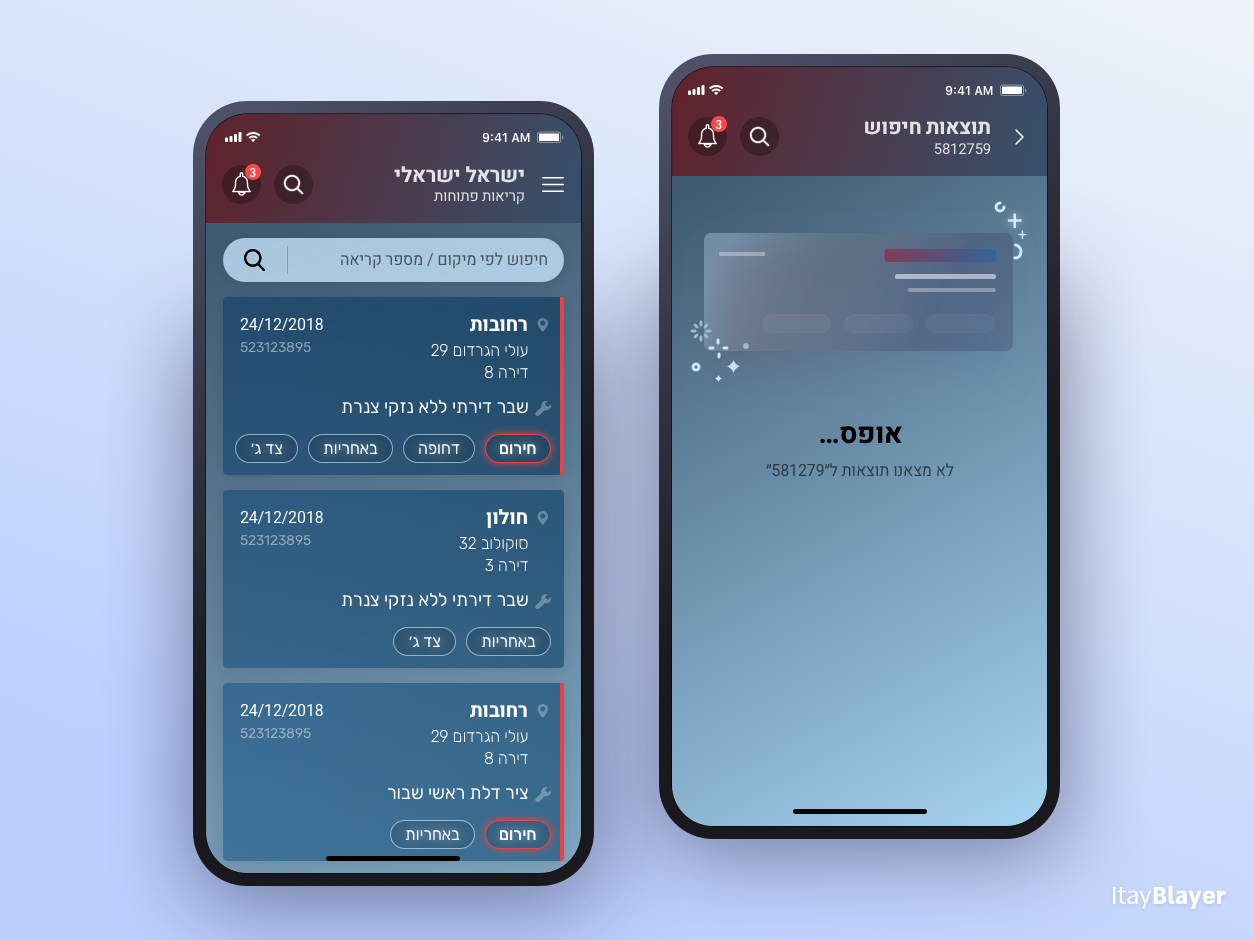 9:41 AM
ישראל ישראלי
קריאות פתוחות
3
חיפוש לפי מיקום / מספר קריאה
רחובות
24/12/2018
עולי הגרדום 29
523123895
דירה 8
שבר דירתי ללא נזקי צנרת
חירום דחופה באחריות צד ג׳
חולון
24/12/2018
סוקולוב 32
523123895
דירה 3
שבר דירתי ללא נזקי צנרת
באחריות צד ג׳
רחובות
24/12/2018
עולי הגרדום 29
523123895
דירה 8
ציר דלת ראשי שבור
חירום באחריות
9:41 AM
תוצאות חיפוש
5812759
3
אופס...
לא מצאנו תוצאות ל״581279״
ItayBlayer